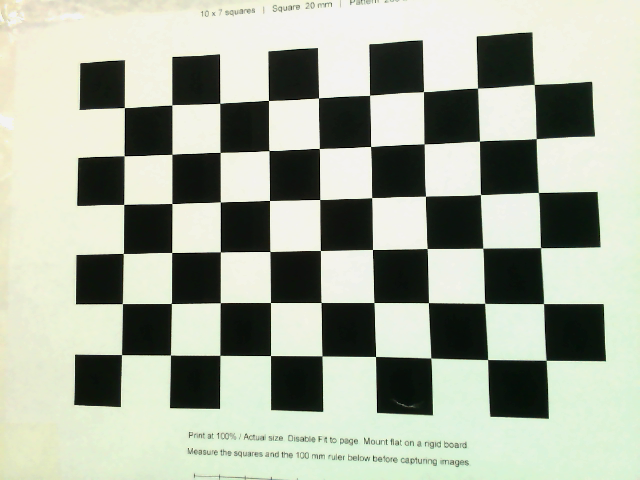 10 x 7 squares | Square 20 mm |
Print at 100% / Actual size. Disable Fit to page. Mount flat on a rigid board.
Measure the squares and the 100 mm ruler below before capturing images.